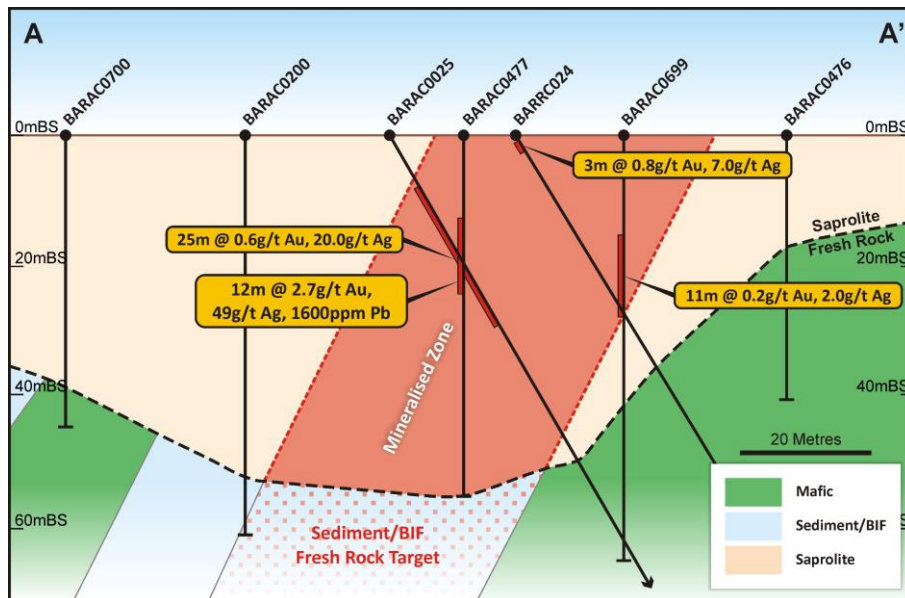 A
A'
BARAC0700
BARAC0200
BARAC0025
BARAC0477
BARRC024
BARAC0699
BARAC0476
0mBS
0mBS
3m @ 0.8g/t Au, 7.0g/t Ag
25m @ 0.6g/t Au, 20.0g/t Ag
Saprolite
Fresh Rock
20mBS
20mBS
12m @ 2.7g/t Au,
49g/t Ag, 1600ppm Pb
11m @ 0.2g/t Au, 2.0g/t Ag
Mineralised Zone
40mBS
40mBS
20 Metres
Mafic
Sediment/BIF
Saprolite
60mBS
60mBS
Sediment/BIF
Fresh Rock Target